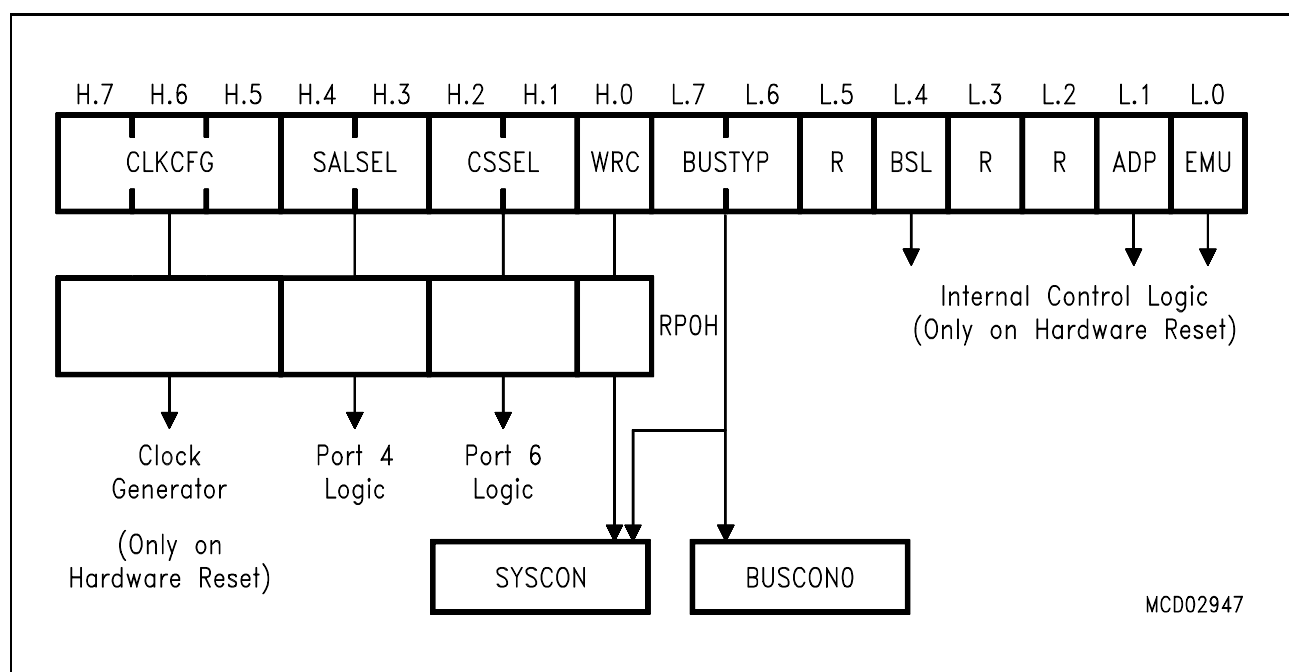 H.7 H.6 H.5 H.4 H.3 H.2 H.1 H.0 L.7 L.6 L.5 L.4 L.3 L.2 L.1 L.0
CLKCFG SALSEL CSSEL WRC BUSTYP R BSL R R ADP EMU
RP0H
Internal Control Logic
(Only on Hardware Reset)
Clock
Generator
(Only on
Hardware Reset)
Port 4
Logic
Port 6
Logic
SYSCON
BUSCON0
MCD02947